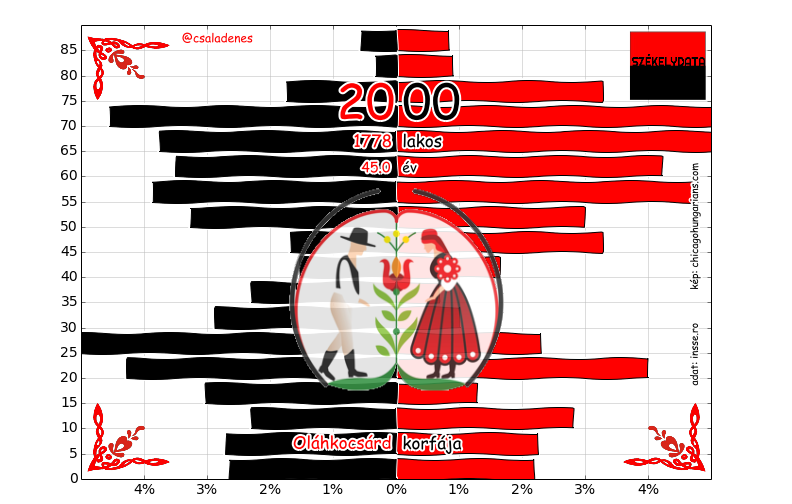 @csaladenes
SZÉKELYDATA
2000
1778 lakos
45.0 év
kép: chicagohungarians.com
adat: insse.ro
Oláhkocsárd korfája
85
80
75
70
65
60
55
50
45
40
35
30
25
20
15
10
5
0
4% 3% 2% 1% 0% 1% 2% 3% 4%